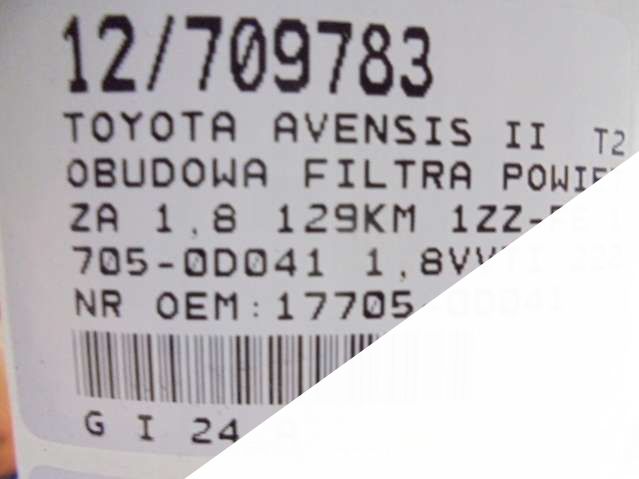 12/709783
TOYOTA AVENSIS II T2
OBUDOWA FILTRA
ZA 1,8 129KM
705-0D041
NR OEM:17705
G I 24